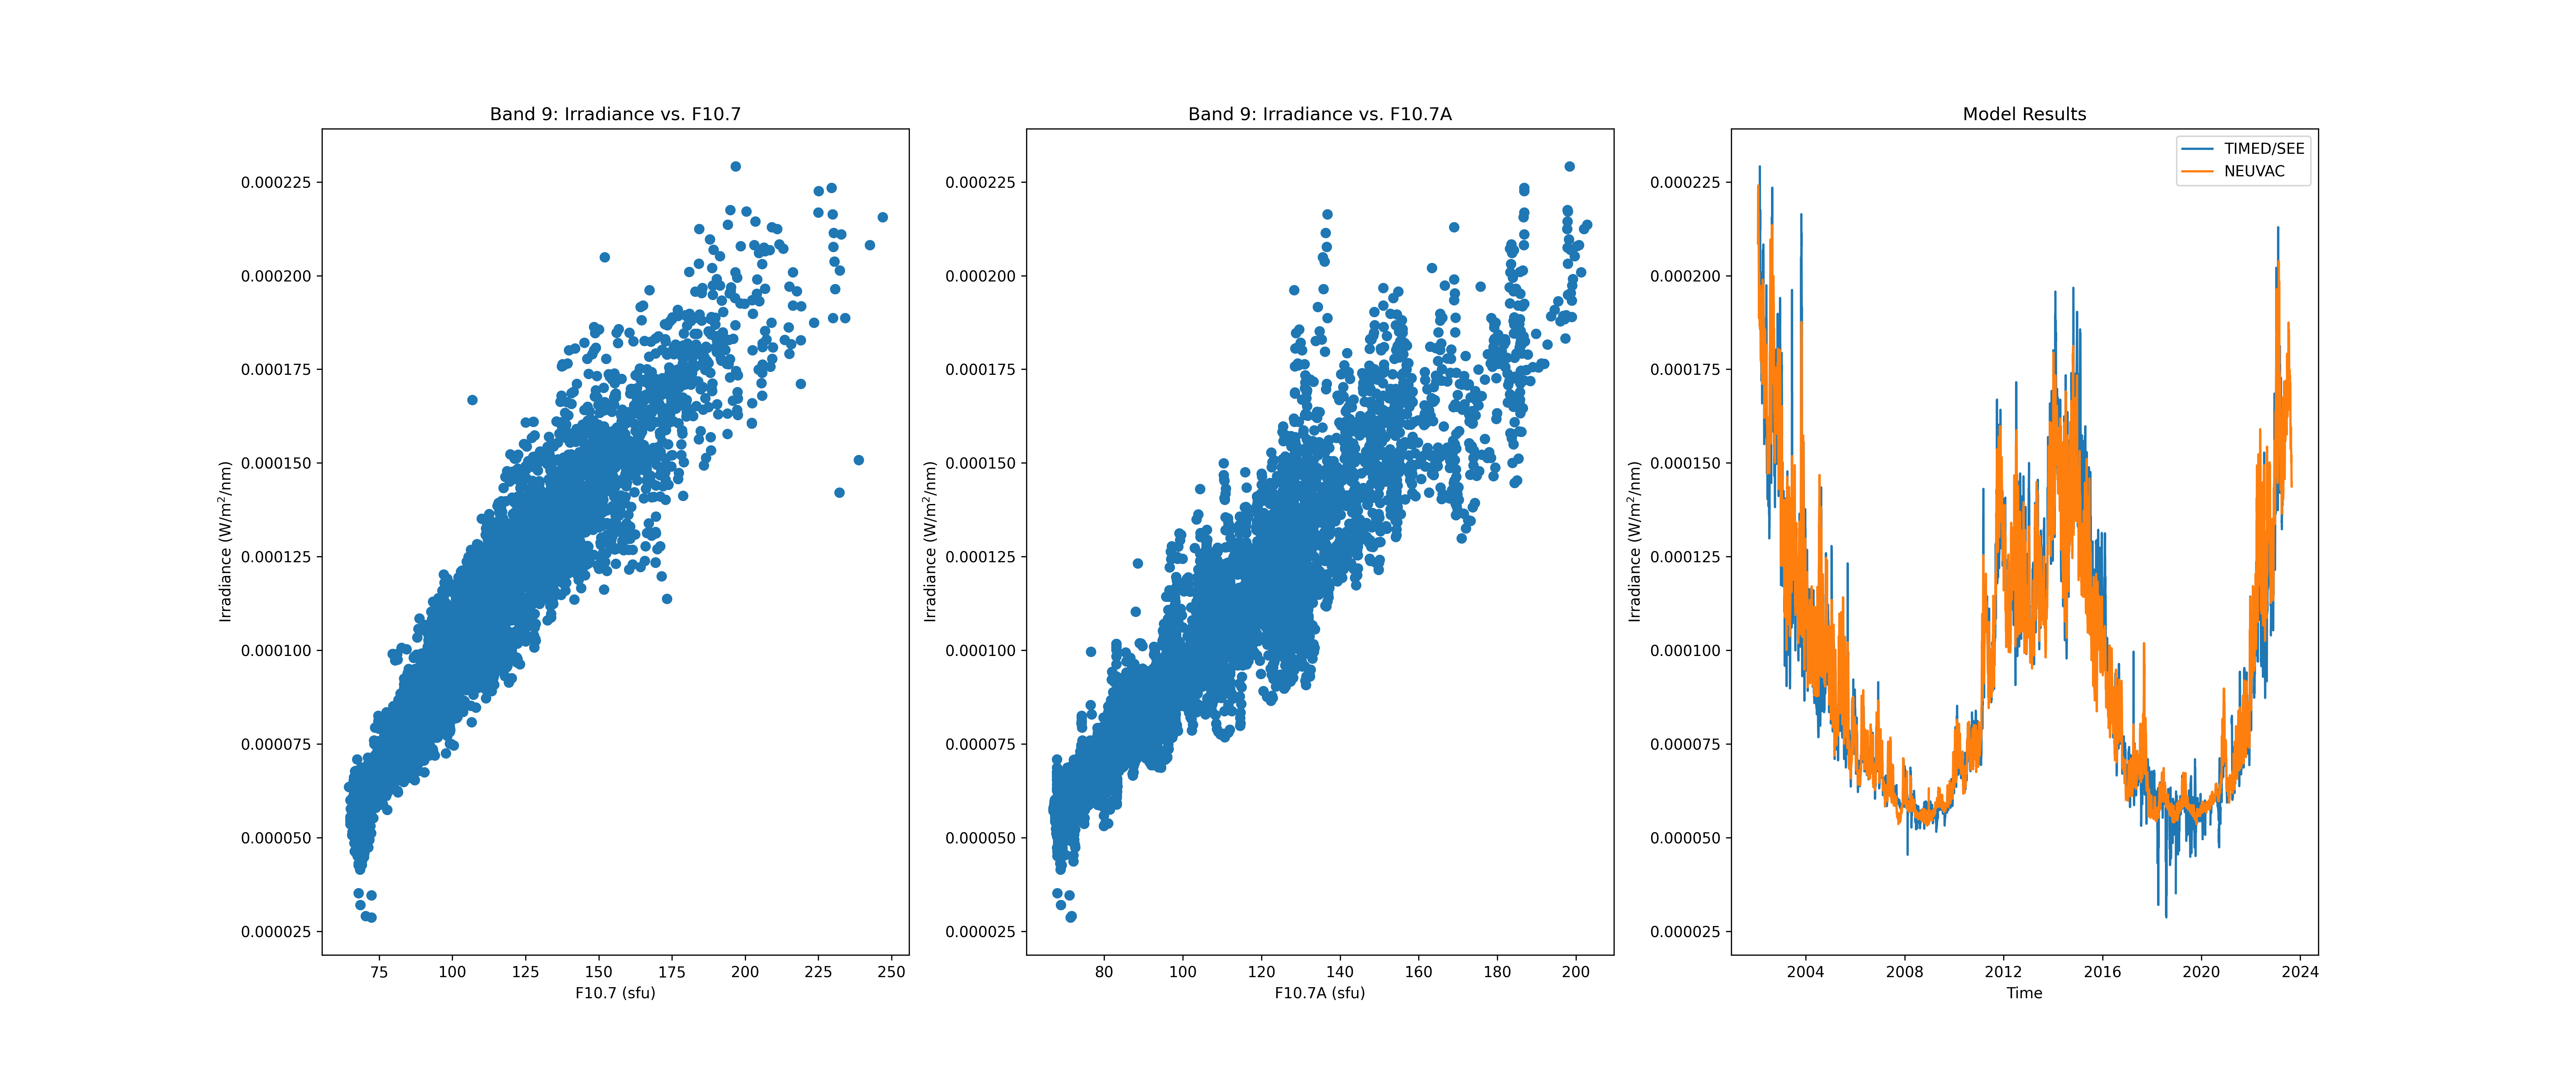 Band 9: Irradiance vs. F10.7
Irradiance (W/m²/nm)
0.000225
0.000200
0.000175
0.000150
0.000125
0.000100
0.000075
0.000050
0.000025
75 100 125 150 175 200 225 250
F10.7 (sfu)
Band 9: Irradiance vs. F10.7A
Irradiance (W/m²/nm)
0.000225
0.000200
0.000175
0.000150
0.000125
0.000100
0.000075
0.000050
0.000025
80 100 120 140 160 180 200
F10.7A (sfu)
Model Results
TIMED/SEE
NEUVAC
Irradiance (W/m²/nm)
0.000225
0.000200
0.000175
0.000150
0.000125
0.000100
0.000075
0.000050
0.000025
2004 2008 2012 2016 2020 2024
Time